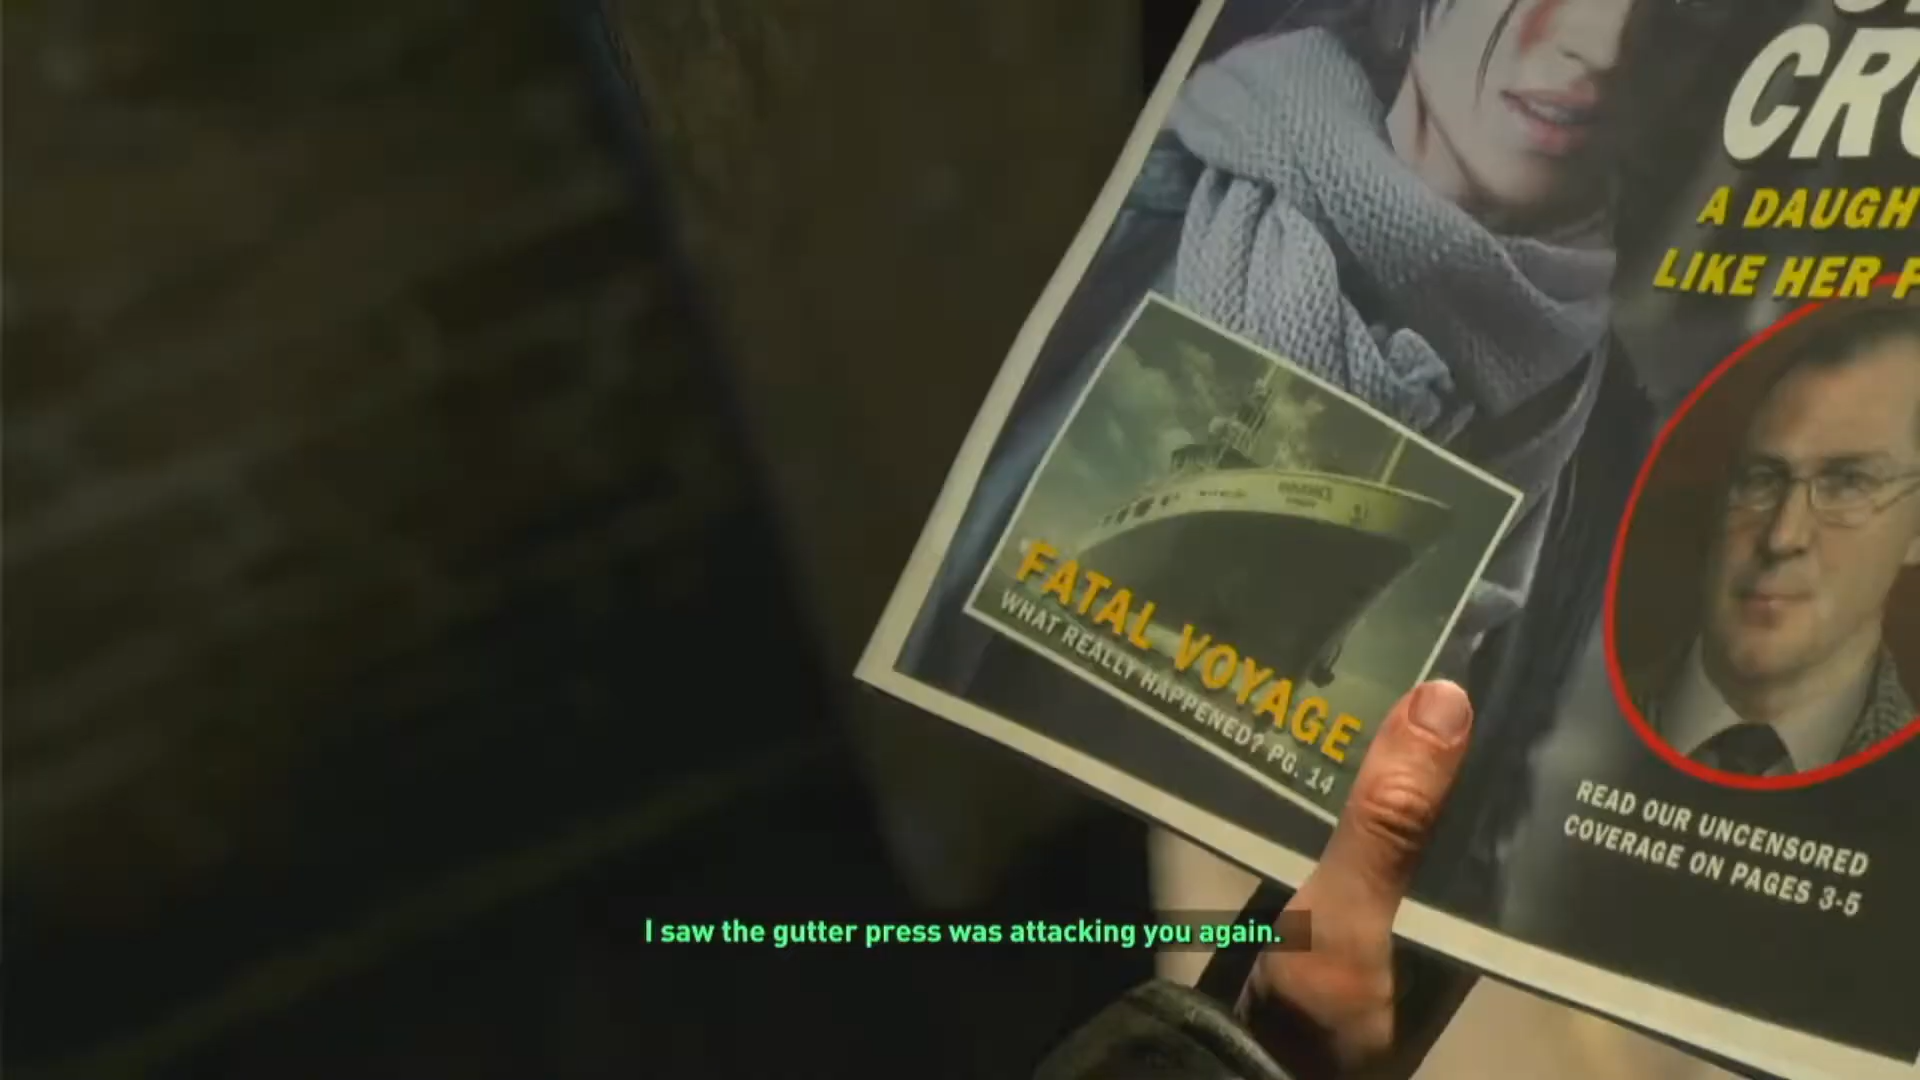 CR
A DAUGH
LIKE HER F
FATAL VOYAGE
WHAT REALLY HAPPENED? PG. 14
READ OUR UNCENSORED
COVERAGE ON PAGES 3-5
I saw the gutter press was attacking you again.